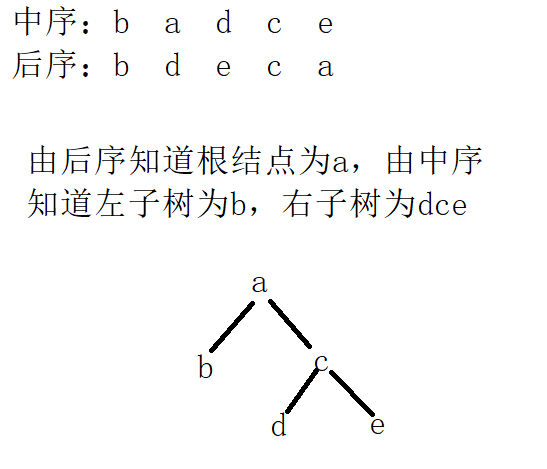 中序：b a d c e
后序：b d e c a
由后序知道根结点为a，由中序
知道左子树为b，右子树为dce
a
b c
d e